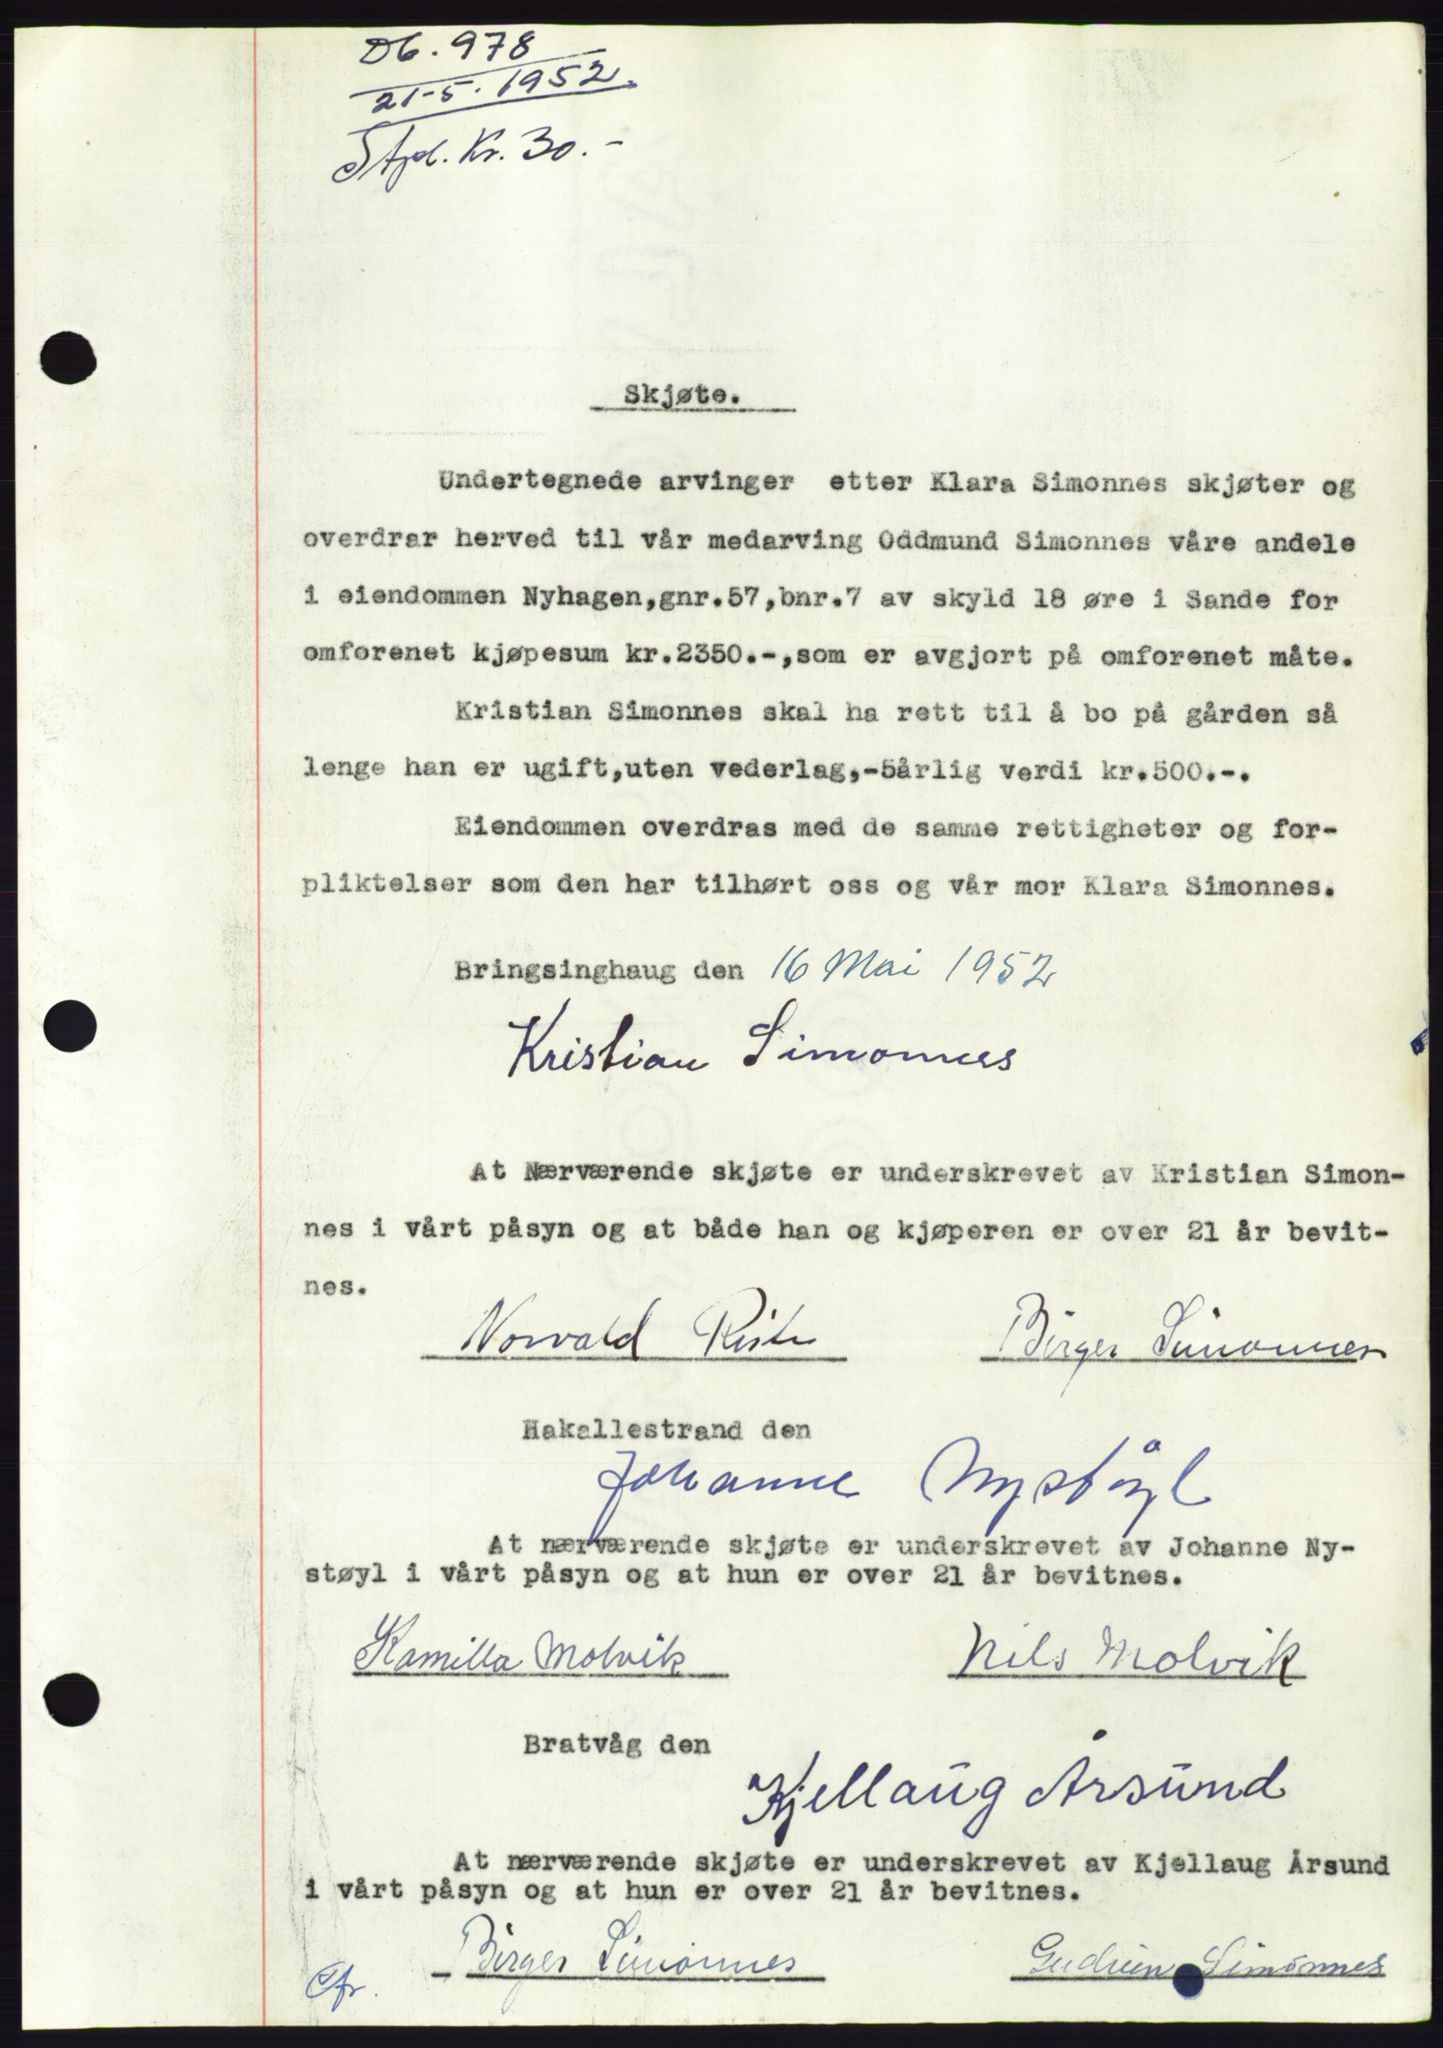 Db. 978
21-5. 1952.
Stpl. Kr. 30.-
Skjøte.
Undertegnede arvinger etter Klara Simonnes skjøter og
overdrar herved til vår medarving Oddmund Simonnes våre andele
i eiendommen Nyhagen,gnr.57,bnr.7 av skyld 18 øre i Sande for
omforenet kjøpesum kr.2350.-,som er avgjort på omforenet måte.
Kristian Simonnes skal ha rett til å bo på gården så
lenge han er ugift,uten vederlag,-5årlig verdi kr.500.-.
Eiendommen overdras med de samme rettigheter og for-
pliktelser som den har tilhørt oss og vår mor Klara Simonnes.
Bringsinghaug den 16 Mai 1952
Kristian Simonnes
At Nærværende skjøte er underskrevet av Kristian Simon-
nes i vårt påsyn og at både han og kjøperen er over 21 år bevit-
nes.
Norvald Riste Birger Simonnes
Hakallestrand den
Johanne Nystøyl
At nærværende skjøte er underskrevet av Johanne Ny-
støyl i vårt påsyn og at hun er over 21 år bevitnes.
Kamilla Molvik Nils Molvik
Bratvåg den
Kjellaug Årsund
At nærværende skjøte er underskrevet av Kjellaug Årsund
i vårt påsyn og at hun er over 21 år bevitnes.
Birger Simonnes Gudrun Simonnes